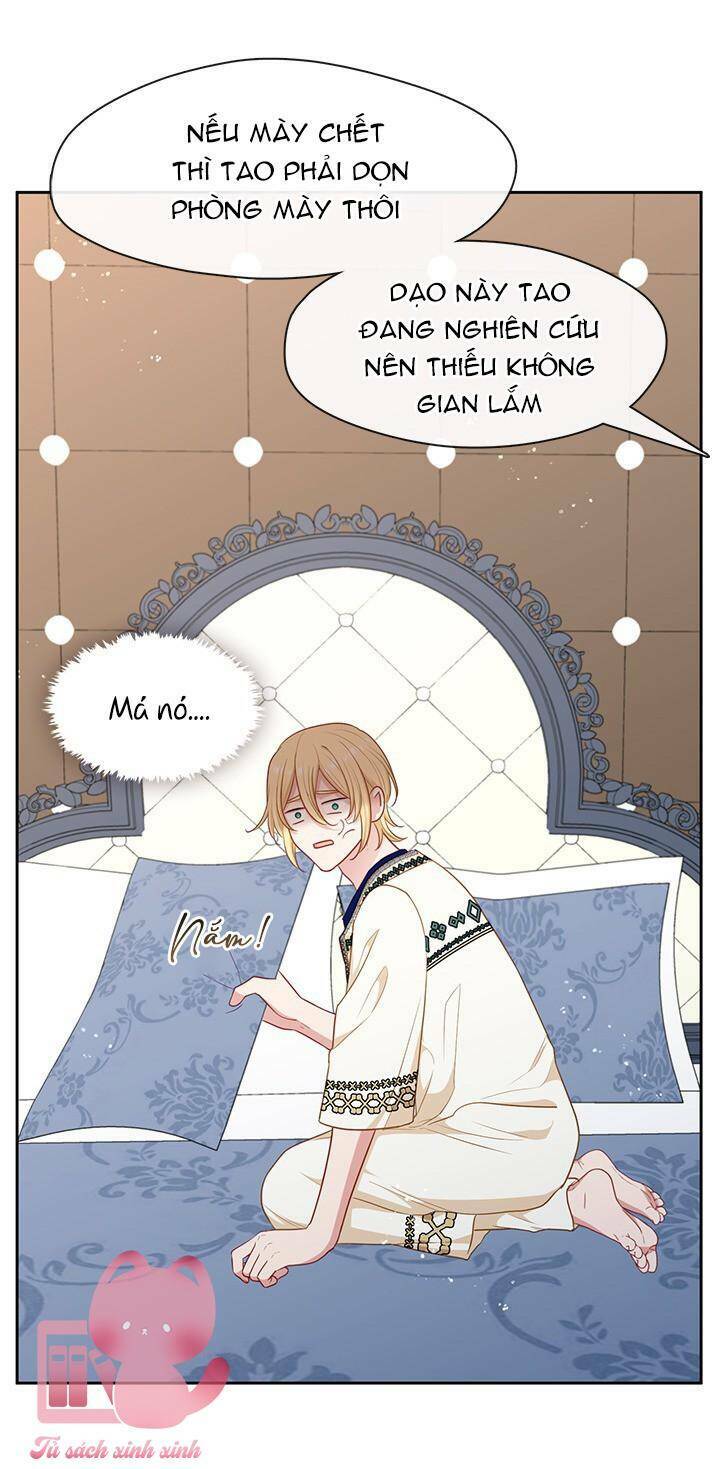 NẾU MÀY CHẾT
THÌ TAO PHẢI DỌN
PHÒNG MÀY THÔI
DẠO NÀY TAO
ĐANG NGHIÊN CỨU
NÊN THIẾU KHÔNG
GIAN LẮM
Má nó....
Nắm!
Tủ sách xinh xinh